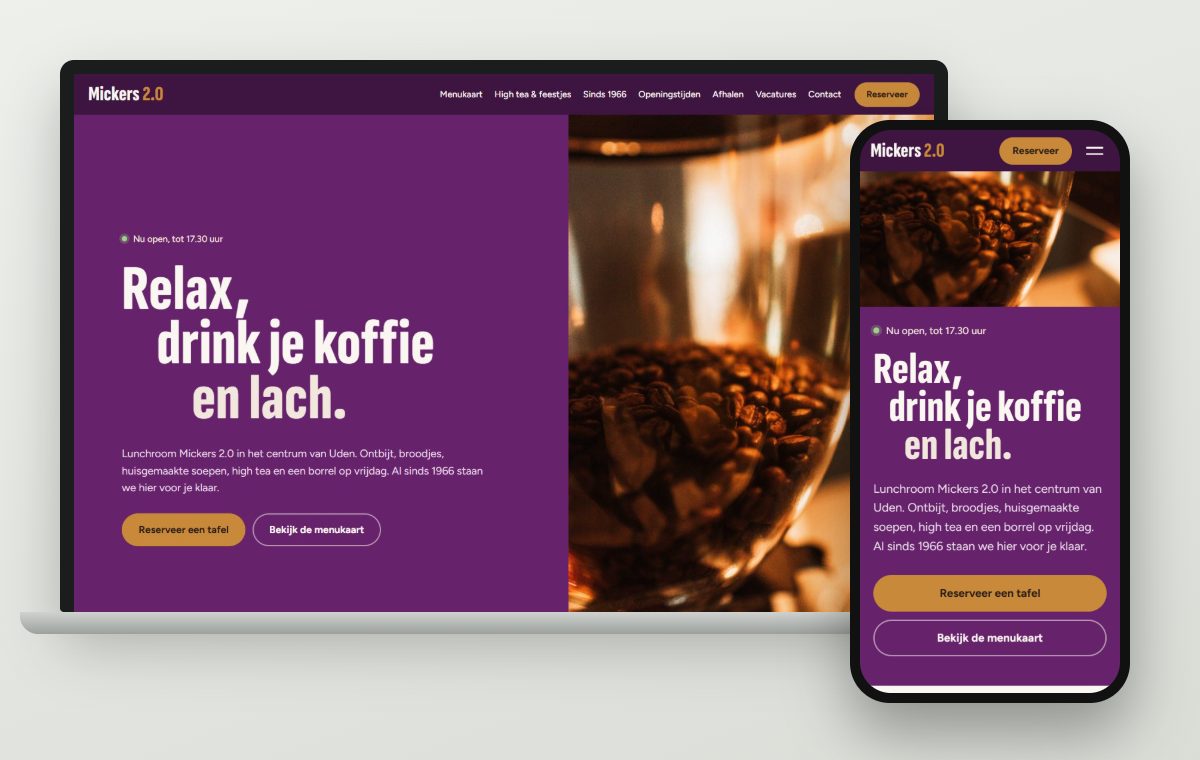 Mickers 2.0
Menukaart High tea & feestjes Sinds 1966 Openingstijden Afhalen Vacatures Contact Reserveer
Nu open, tot 17.30 uur
Relax,
drink je koffie
en lach.
Lunchroom Mickers 2.0 in het centrum van Uden. Ontbijt, broodjes,
huisgemaakte soepen, high tea en een borrel op vrijdag. Al sinds 1966 staan
we hier voor je klaar.
Reserveer een tafel Bekijk de menukaart
Mickers 2.0 Reserveer
Nu open, tot 17.30 uur
Relax,
drink je koffie
en lach.
Lunchroom Mickers 2.0 in het centrum van
Uden. Ontbijt, broodjes, huisgemaakte
soepen, high tea en een borrel op vrijdag.
Al sinds 1966 staan we hier voor je klaar.
Reserveer een tafel
Bekijk de menukaart